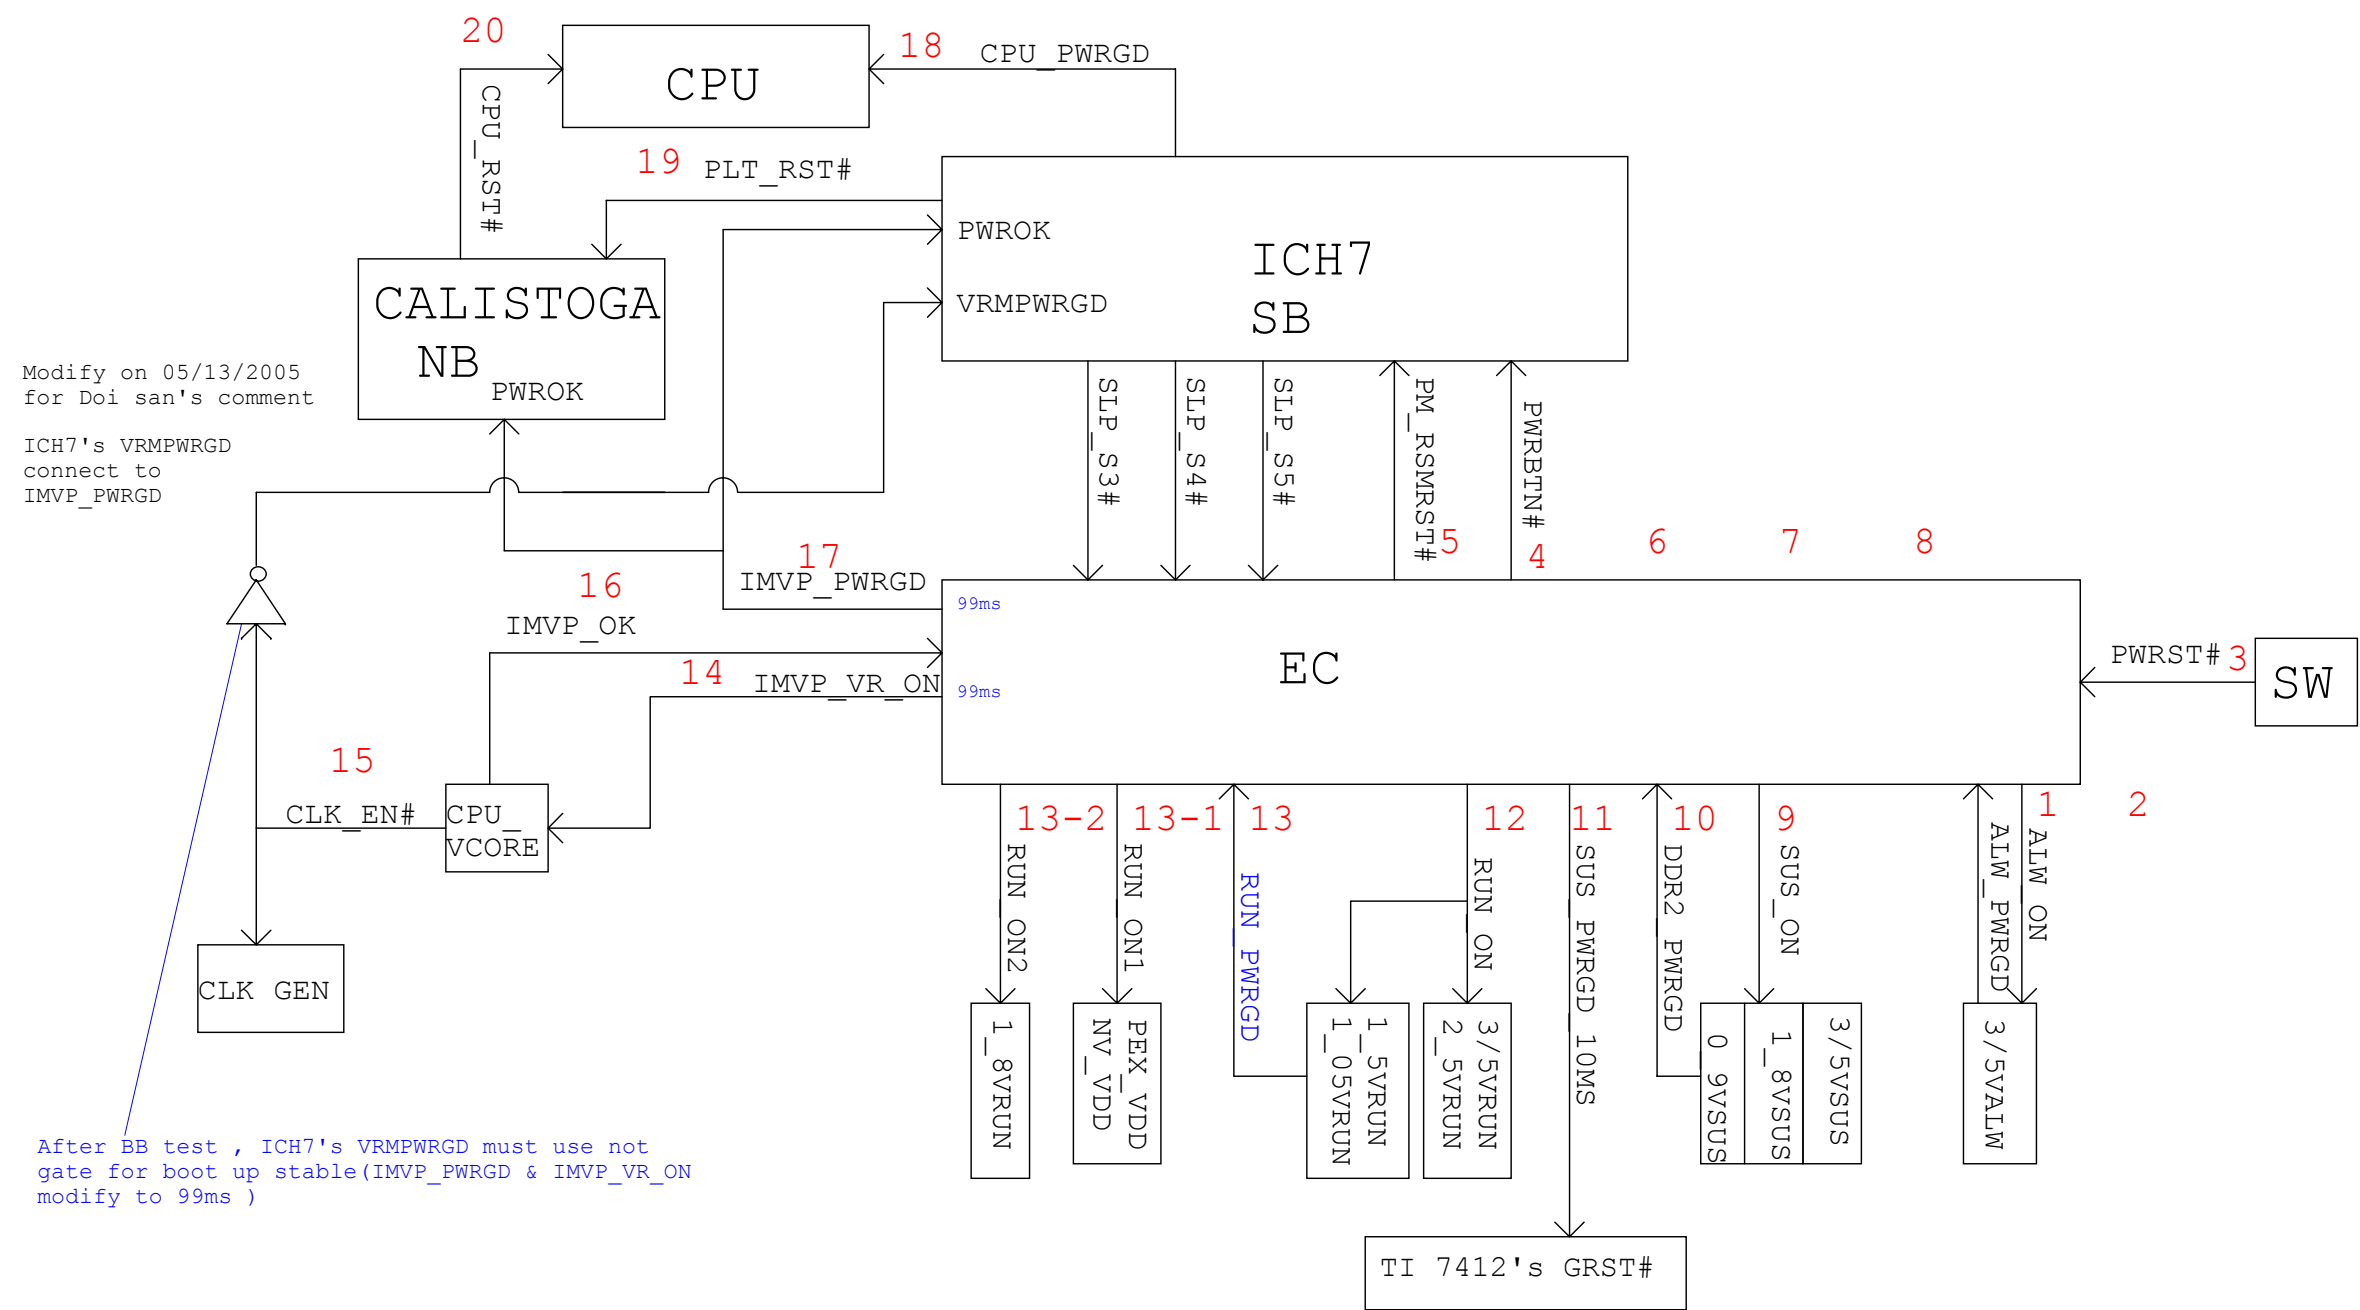 20
CPU
18
CPU_PWRGD
CPU_RST#
19
PLT_RST#
PWROK
VRMPWRGD
ICH7
SB
CALISTOGA
NB
PWROK
Modify on 05/13/2005
for Doi san's comment
ICH7's VRMPWRGD
connect to
IMVP_PWRGD
SLP_S3#
SLP_S4#
SLP_S5#
PM_RSMRST#
PWRBTN#
5
4
6
7
8
17
IMVP_PWRGD
99ms
16
IMVP_OK
14
IMVP_VR_ON
99ms
EC
PWRST#
3
SW
15
CLK_EN#
CPU_
VCORE
CLK GEN
13-2
13-1
13
12
11
10
9
1
2
RUN_ON2
RUN_ON1
RUN_PWRGD
RUN_ON
SUS_PWRGD_10MS
DDR2_PWRGD
SUS_ON
ALW_PWRGD
ALW_ON
1_8VRUN
PEX_VDD
NV_VDD
1_5VRUN
1_05VRUN
3/5VRUN
2_5VRUN
0_9VSUS
1_8VSUS
3/5VSUS
3/5VALW
After BB test , ICH7's VRMPWRGD must use not
gate for boot up stable(IMVP_PWRGD & IMVP_VR_ON
modify to 99ms )
TI 7412's GRST#